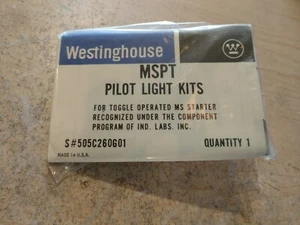 Westinghouse
MSPT
PILOT LIGHT KITS
FOR TOGGLE OPERATED MS STARTER
RECOGNIZED UNDER THE COMPONENT
PROGRAM OF IND. LABS. INC.
S#505C260G01 QUANTITY 1
MADE IN U.S.A.